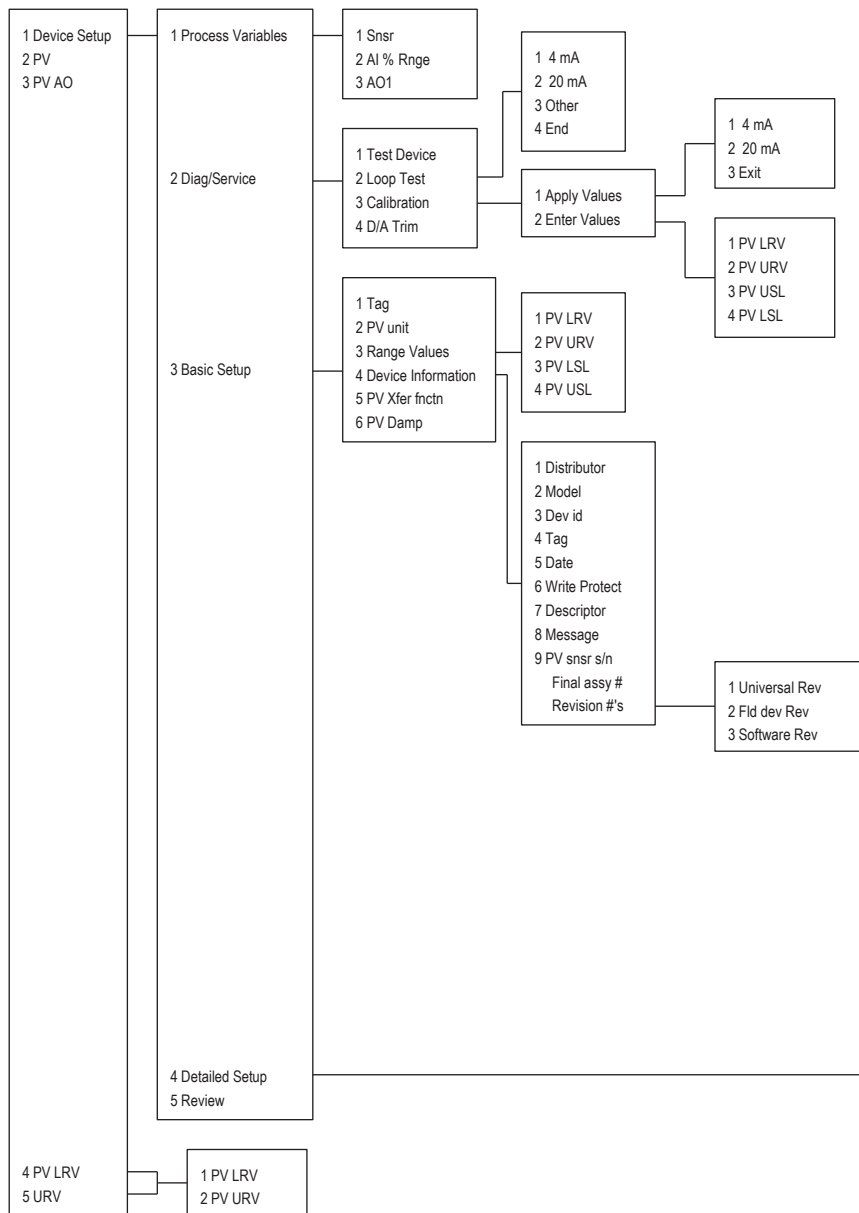 1 Device Setup
2 PV
3 PV AO
4 PV LRV
5 URV
1 Process Variables
2 Diag/Service
3 Basic Setup
4 Detailed Setup
5 Review
1 PV LRV
2 PV URV
1 Snsr
2 AI % Rnge
3 AO1
1 Test Device
2 Loop Test
3 Calibration
4 D/A Trim
1 4 mA
2 20 mA
3 Other
4 End
1 Apply Values
2 Enter Values
1 4 mA
2 20 mA
3 Exit
1 PV LRV
2 PV URV
3 PV USL
4 PV LSL
1 Tag
2 PV unit
3 Range Values
4 Device Information
5 PV Xfer fnctn
6 PV Damp
1 PV LRV
2 PV URV
3 PV LSL
4 PV USL
1 Distributor
2 Model
3 Dev id
4 Tag
5 Date
6 Write Protect
7 Descriptor
8 Message
9 PV snsr s/n
Final assy #
Revision #'s
1 Universal Rev
2 Fld dev Rev
3 Software Rev